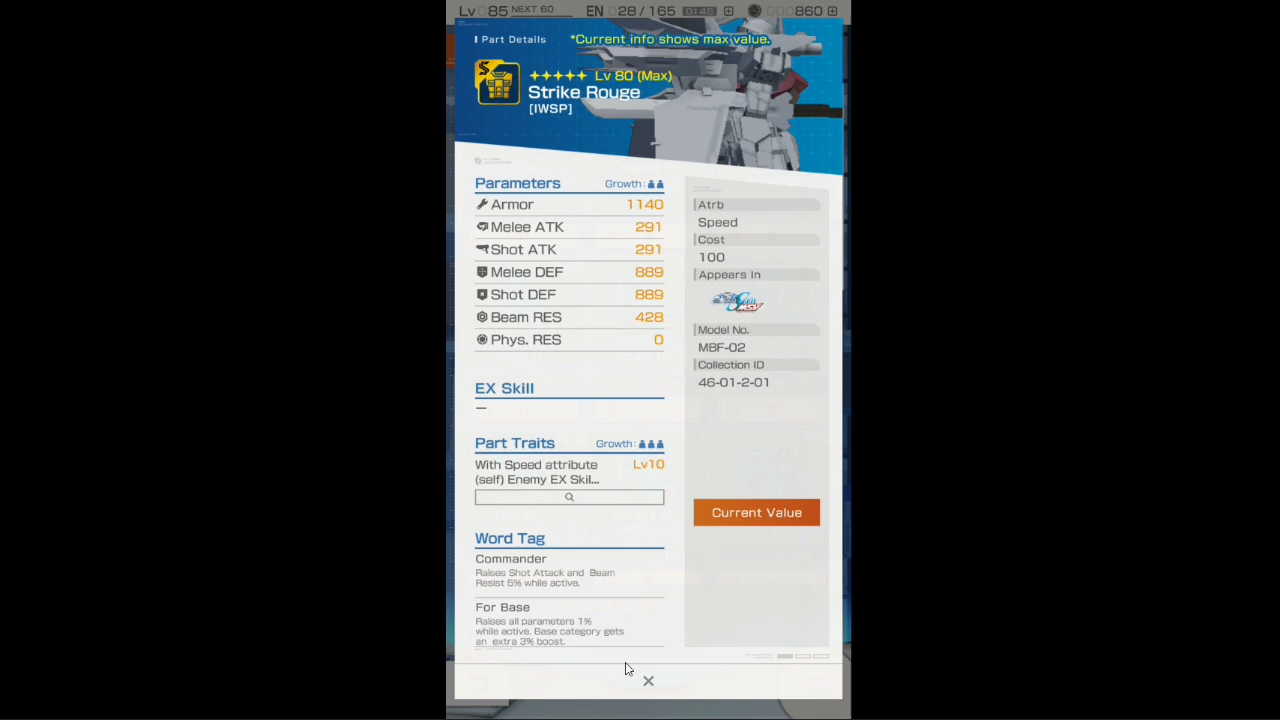 Lv 085 NEXT 60 EN 028/165 0:46 000860
Part Details *Current info shows max value.
S Lv 80 (Max)
Strike Rouge
[IWSP]
Parameters Growth:
Armor 1140
Melee ATK 291
Shot ATK 291
Melee DEF 889
Shot DEF 889
Beam RES 428
Phys. RES 0
EX Skill
—
Part Traits Growth:
With Speed attribute Lv10
(self) Enemy EX Skil...
Word Tag
Commander
Raises Shot Attack and Beam
Resist 5% while active.
For Base
Raises all parameters 1%
while active. Base category gets
an extra 3% boost.
Atrb
Speed
Cost
100
Appears In
Model No.
MBF-02
Collection ID
46-01-2-01
Current Value